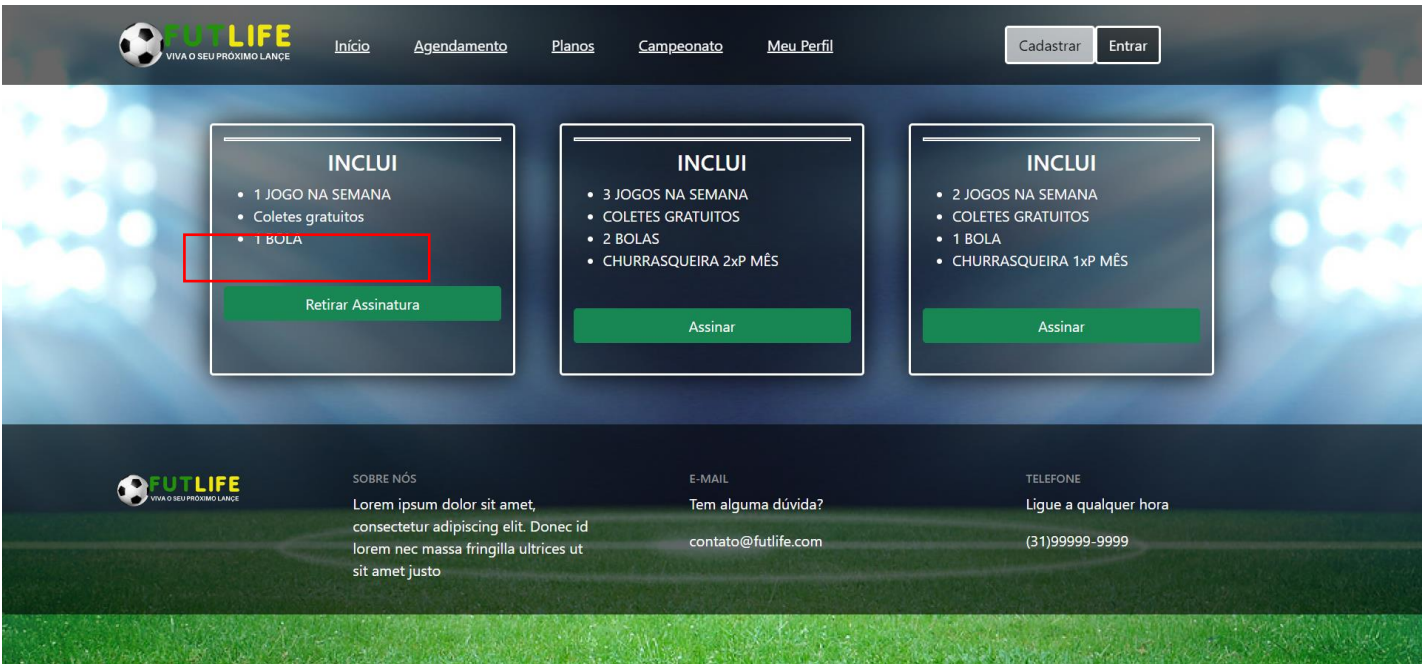 FUTLIFE
VIVA O SEU PRÓXIMO LANÇE
Início Agendamento Planos Campeonato Meu Perfil
Cadastrar Entrar
INCLUI
1 JOGO NA SEMANA
Coletes gratuitos
1 BOLA
Retirar Assinatura
INCLUI
3 JOGOS NA SEMANA
COLETES GRATUITOS
2 BOLAS
CHURRASQUEIRA 2xP MÊS
Assinar
INCLUI
2 JOGOS NA SEMANA
COLETES GRATUITOS
1 BOLA
CHURRASQUEIRA 1xP MÊS
Assinar
FUTLIFE
VIVA O SEU PRÓXIMO LANÇE
SOBRE NÓS
Lorem ipsum dolor sit amet,
consectetur adipiscing elit. Donec id
lorem nec massa fringilla ultrices ut
sit amet justo
E-MAIL
Tem alguma dúvida?
contato@futlife.com
TELEFONE
Ligue a qualquer hora
(31)99999-9999